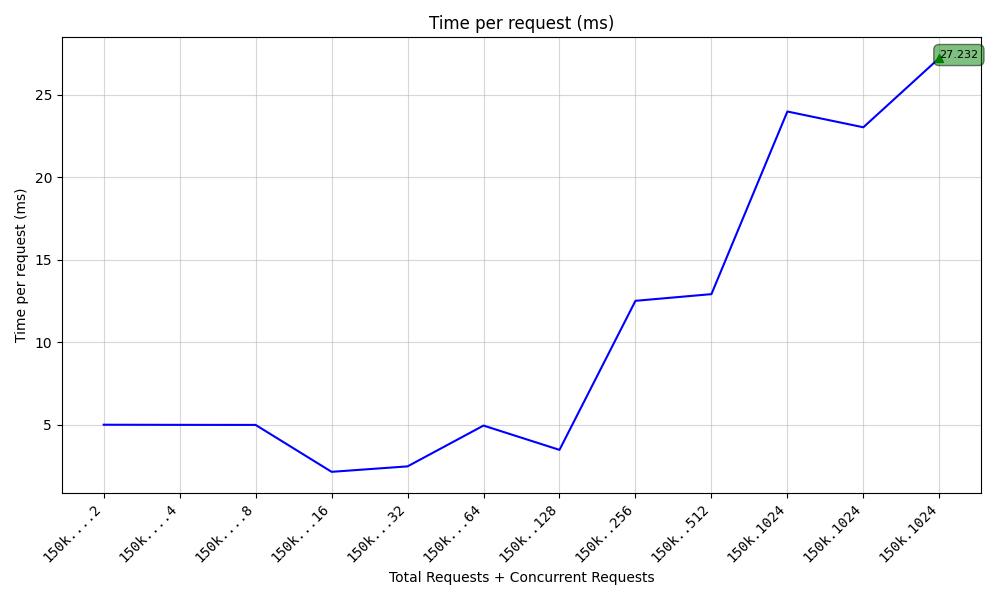 Time per request (ms)
27.232
Time per request (ms)
25
20
15
10
5
150k....2
150k....4
150k....8
150k...16
150k...32
150k...64
150k..128
150k..256
150k..512
150k.1024
150k.1024
150k.1024
Total Requests + Concurrent Requests